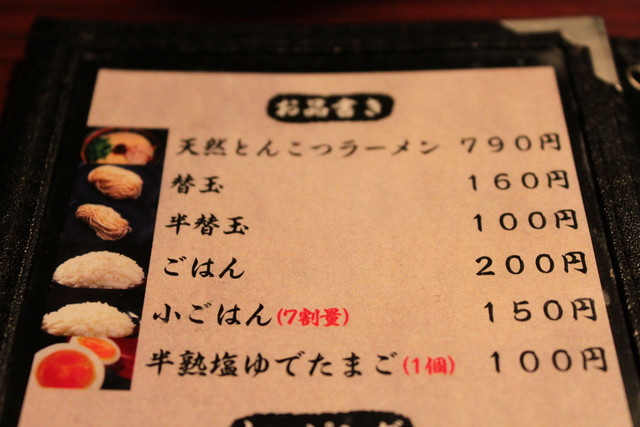 お品書き
天然とんこつラーメン 790円
替玉 160円
半替玉 100円
ごはん 200円
小ごはん(7割量) 150円
半熟塩ゆでたまご(1個) 100円